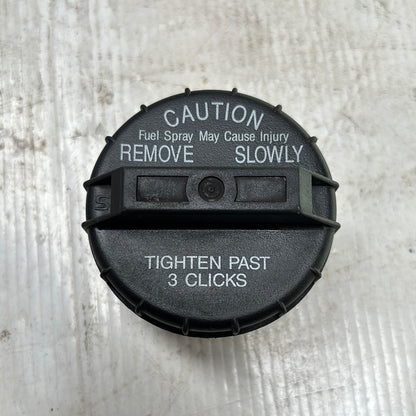 CAUTION
Fuel Spray May Cause Injury
REMOVE SLOWLY
TIGHTEN PAST
3 CLICKS